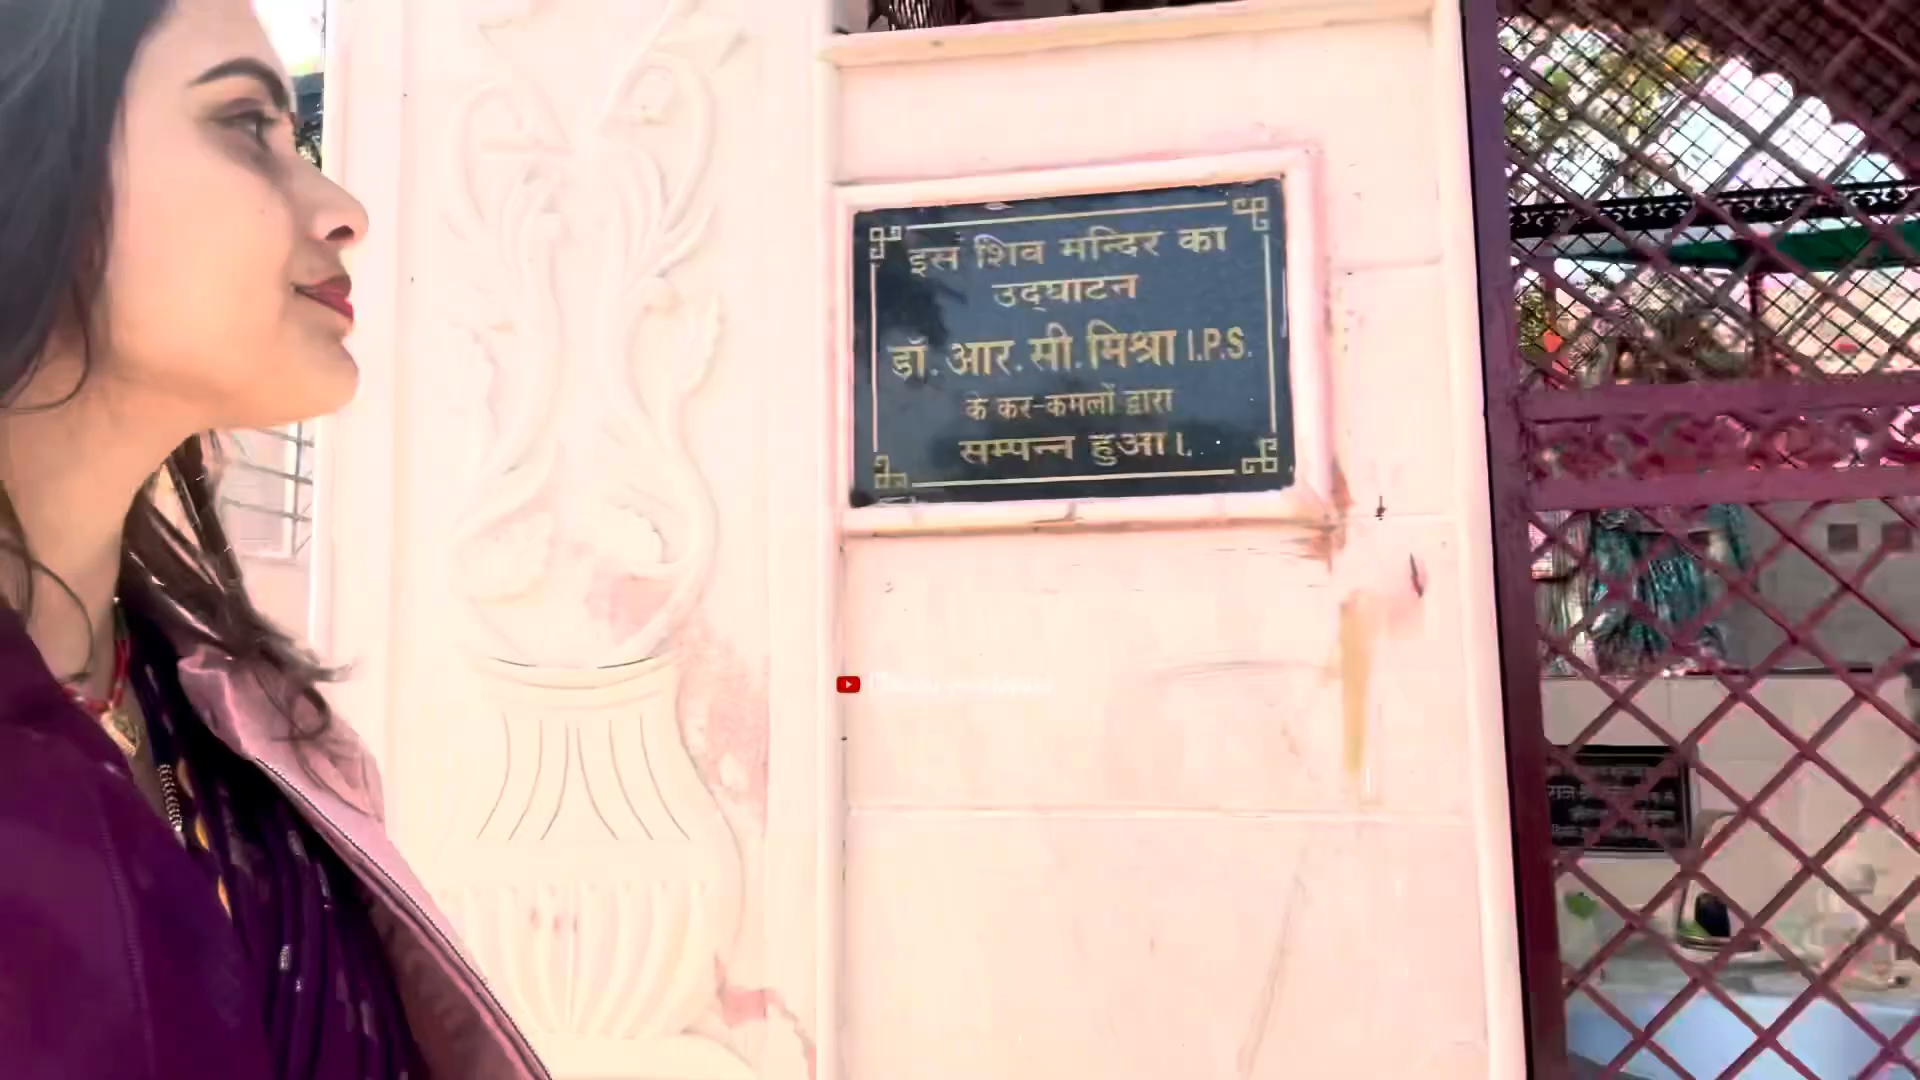 इस शिव मन्दिर का
उद्घाटन
डॉ. आर. सी. मिश्रा I.P.S.
के कर-कमलों द्वारा
सम्पन्न हुआ।